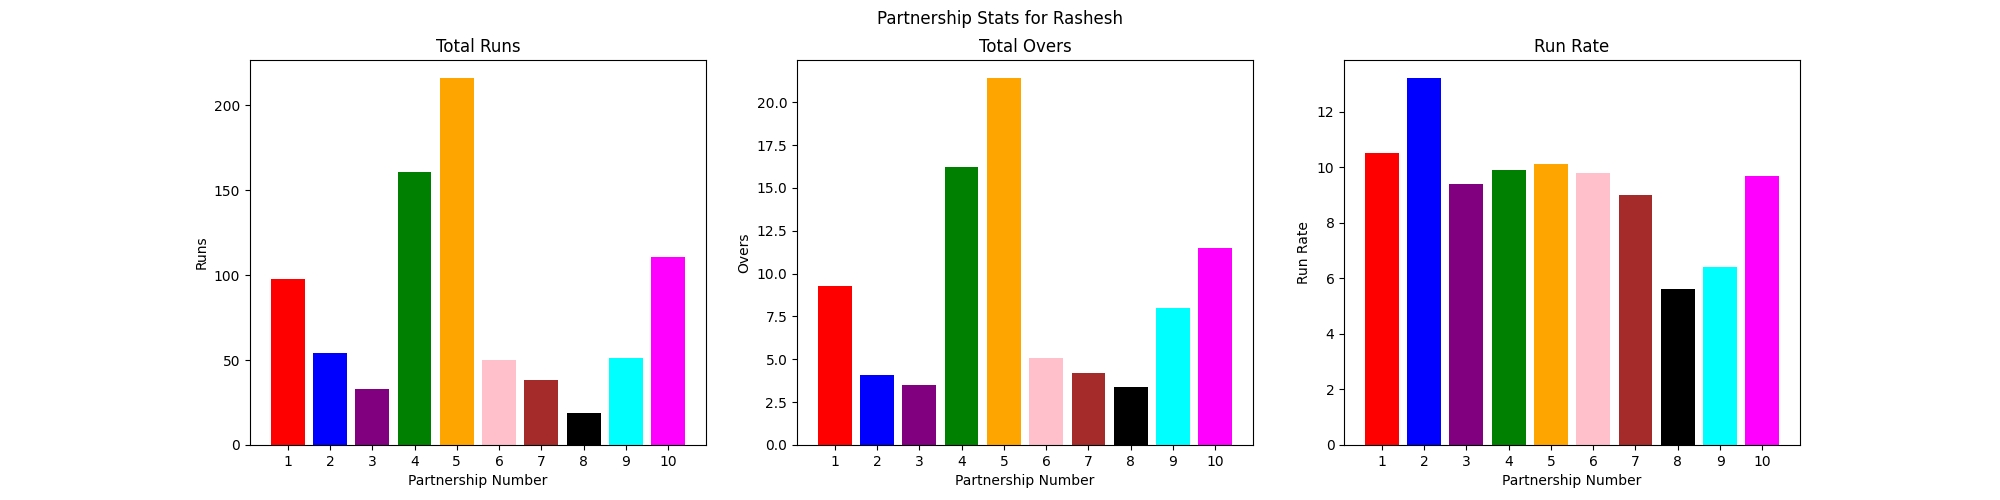 Partnership Stats for Rashesh
Total Runs
200
150
100
50
0
Runs
1 2 3 4 5 6 7 8 9 10
Partnership Number
Total Overs
20.0
17.5
15.0
12.5
10.0
7.5
5.0
2.5
0.0
Overs
1 2 3 4 5 6 7 8 9 10
Partnership Number
Run Rate
12
10
8
6
4
2
0
Run Rate
1 2 3 4 5 6 7 8 9 10
Partnership Number